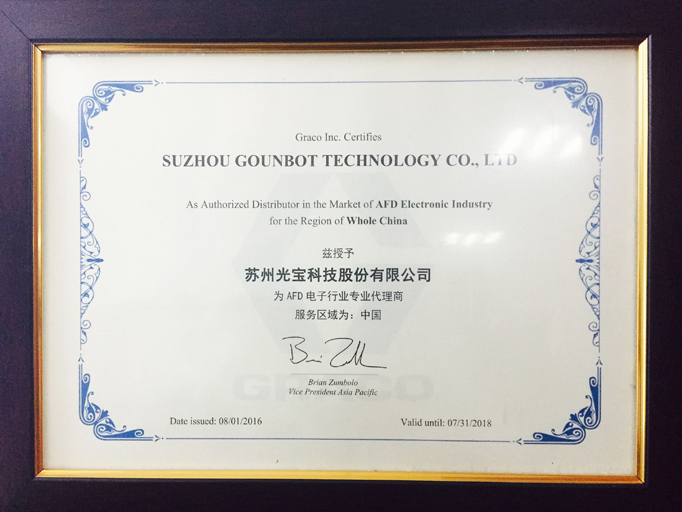 Graco Inc. Certifies
SUZHOU GOUNBOT TECHNOLOGY CO., LTD
As Authorized Distributor in the Market of AFD Electronic Industry
for the Region of Whole China
兹授予
苏州光宝科技股份有限公司
为 AFD 电子行业专业代理商
服务区域为：中国
GRACO
Brian Zumbolo
Vice President Asia Pacific
Date issued: 08/01/2016
Valid until: 07/31/2018